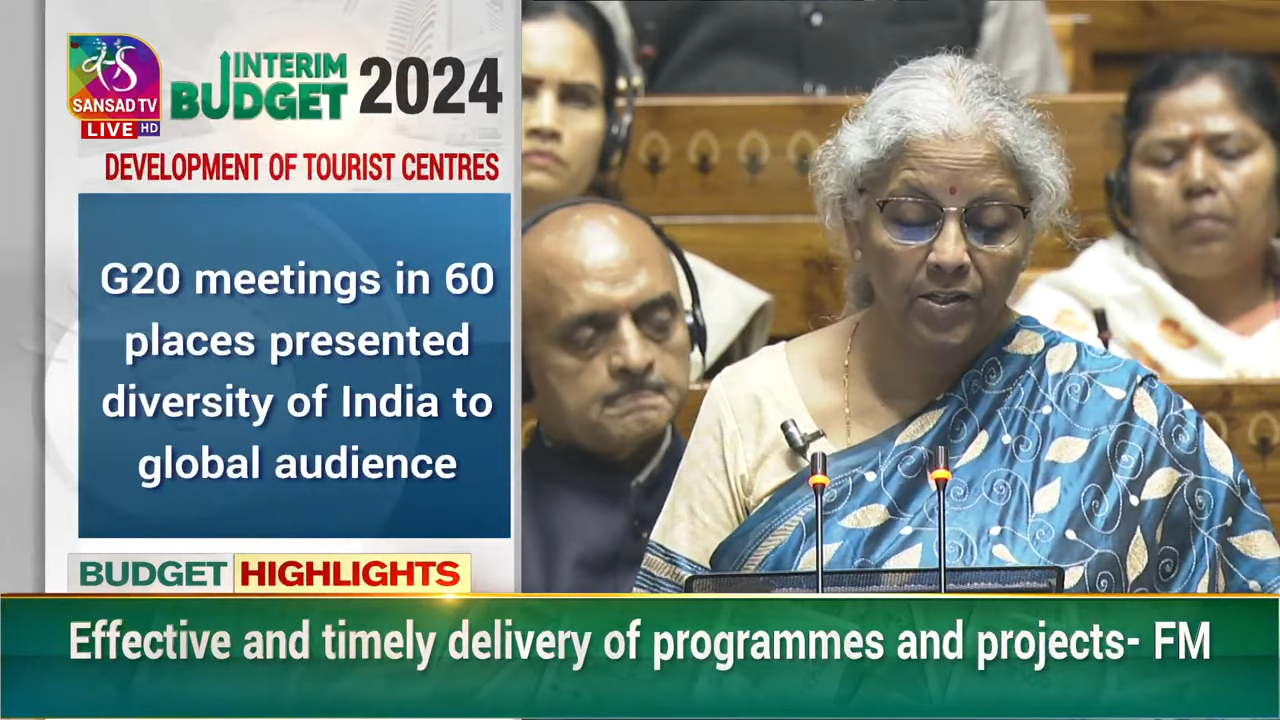 SANSAD TV
LIVE HD
INTERIM
BUDGET 2024
DEVELOPMENT OF TOURIST CENTRES
G20 meetings in 60
places presented
diversity of India to
global audience
BUDGET HIGHLIGHTS
Effective and timely delivery of programmes and projects- FM